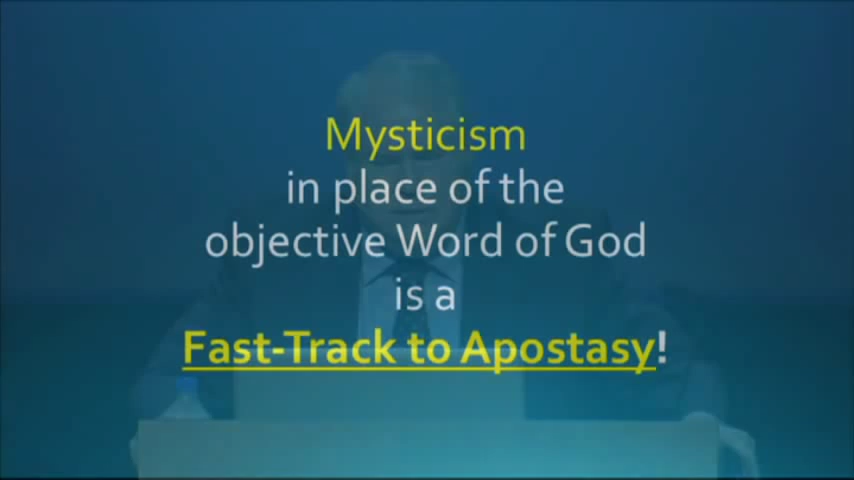 Mysticism
in place of the
objective Word of God
is a
Fast-Track to Apostasy!